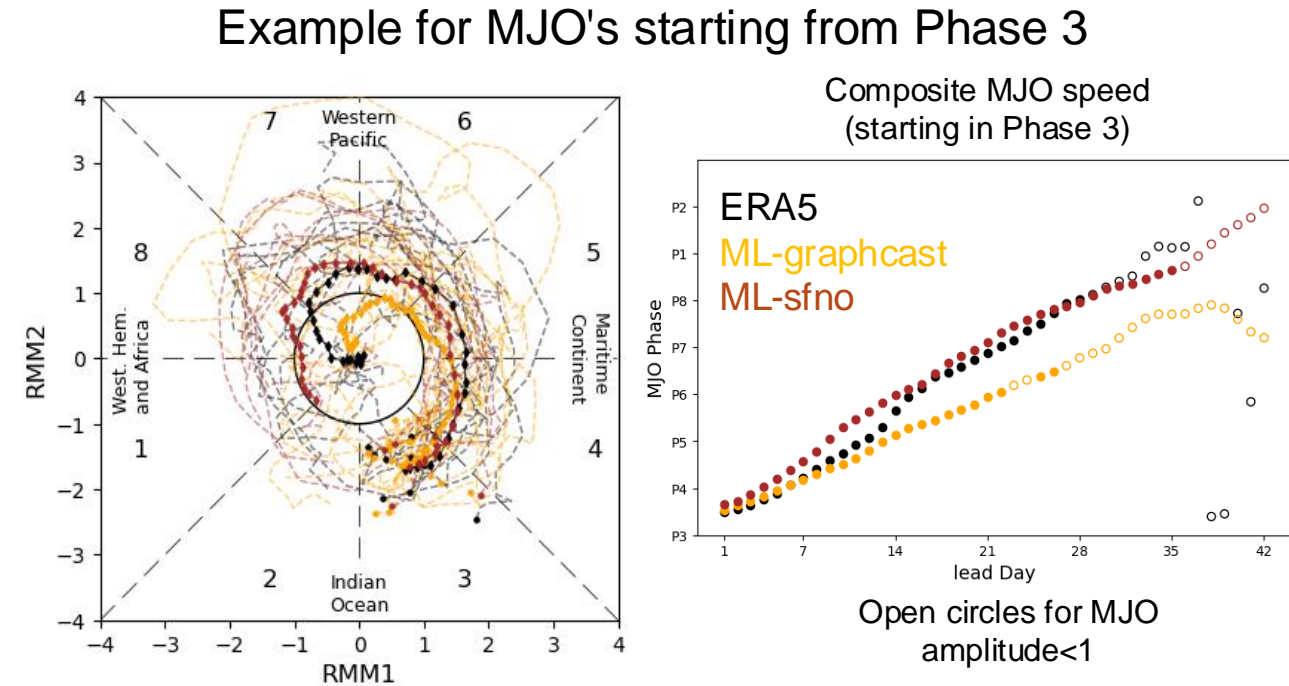 Example for MJO's starting from Phase 3
4
3
2
1
0
−1
−2
−3
−4
RMM2
−4
−3
−2
−1
0
1
2
3
4
RMM1
7
Western
Pacific
6
8
5
West. Hem.
and Africa
Maritime
Continent
1
4
2
Indian
Ocean
3
Composite MJO speed
(starting in Phase 3)
ERA5
ML-graphcast
ML-sfno
P2
P1
P8
P7
P6
P5
P4
P3
MJO Phase
1
7
14
21
28
35
42
lead Day
Open circles for MJO
amplitude<1